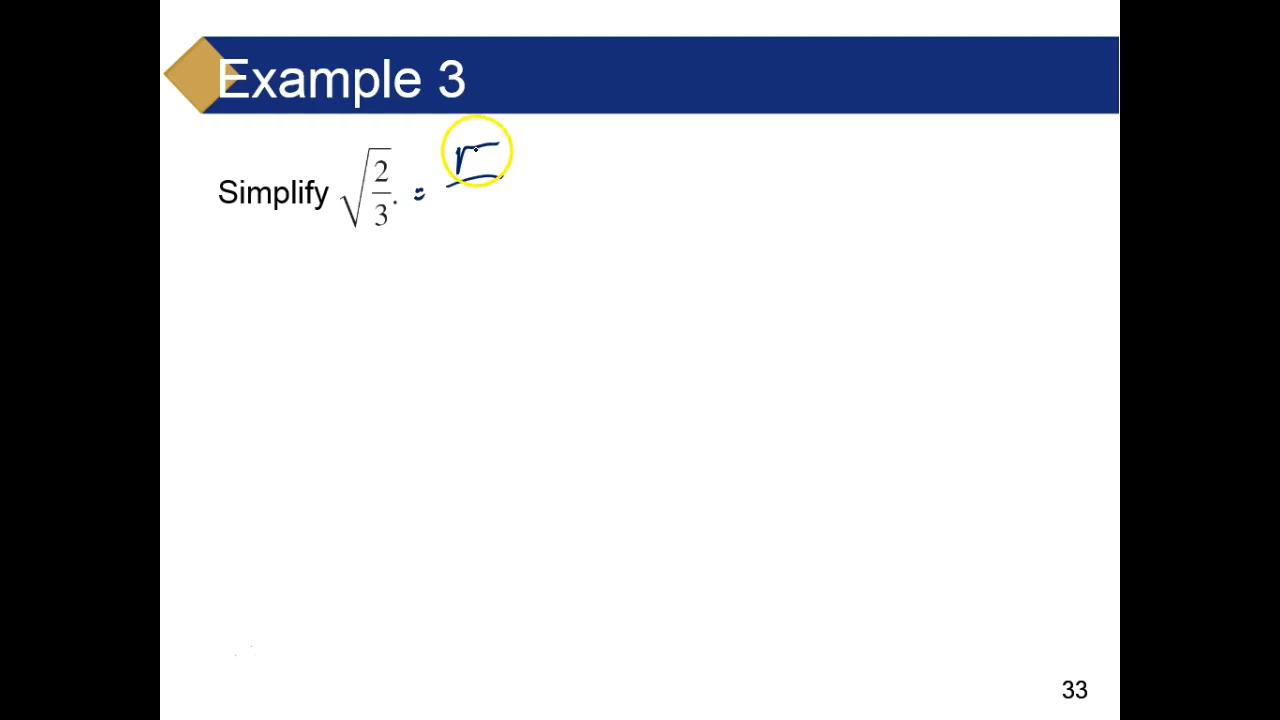 Example 3
Simplify √(2/3). = √
33